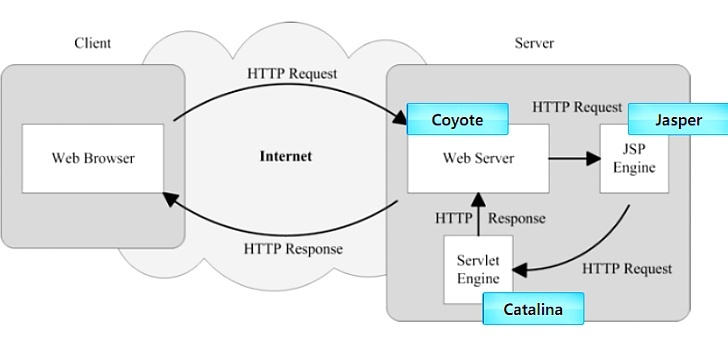 Client
Server
HTTP Request
Coyote
HTTP Request
Jasper
Web Browser
Internet
Web Server
JSP
Engine
HTTP Response
HTTP Response
Servlet
Engine
HTTP Request
Catalina